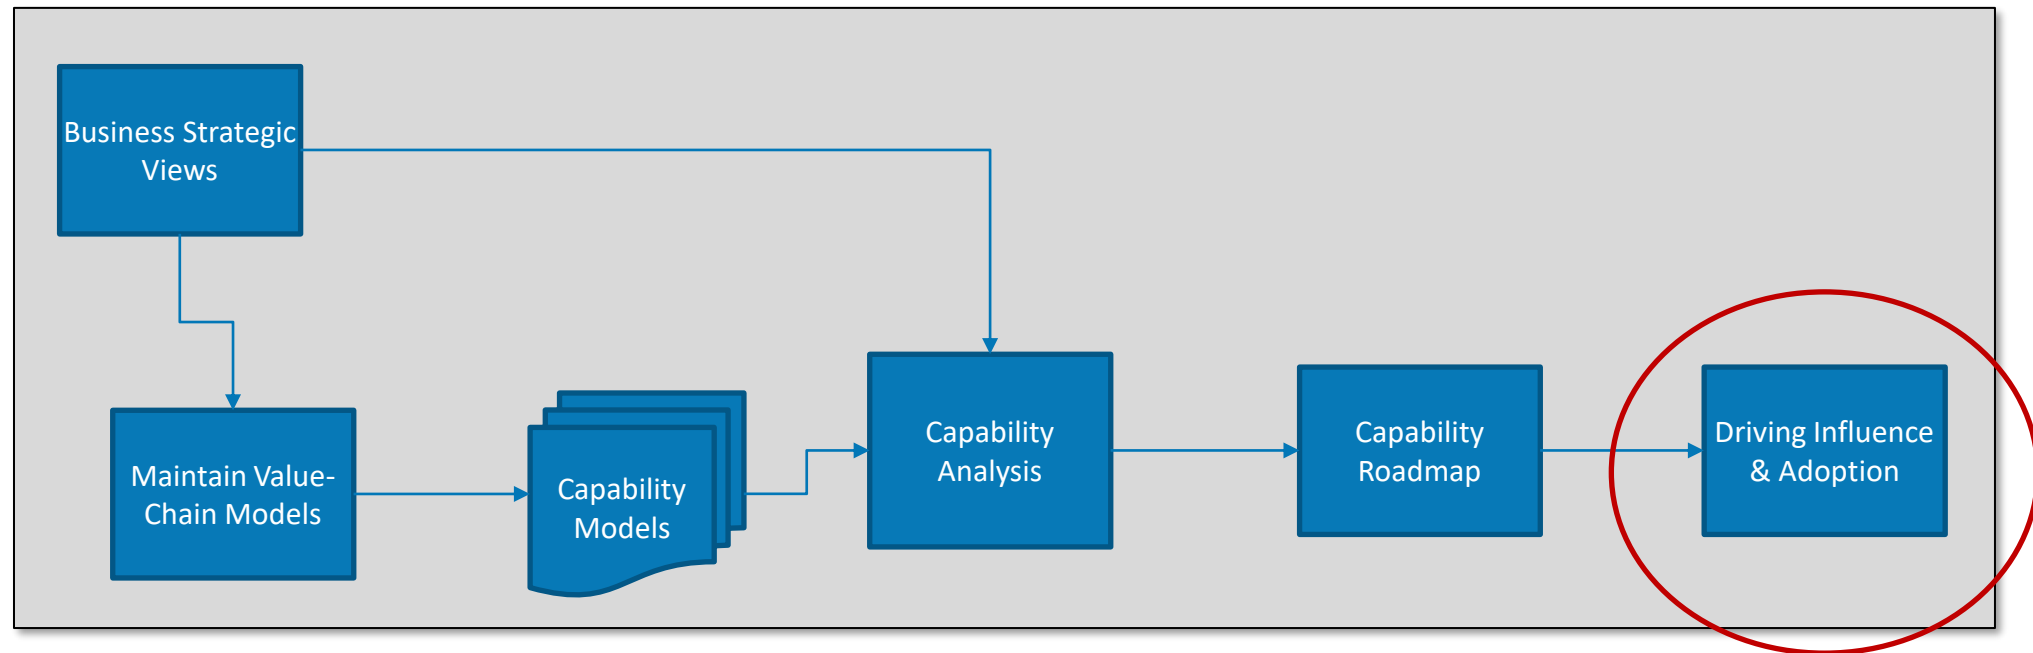 Business Strategic
Views
Maintain Value-
Chain Models
Capability
Models
Capability
Analysis
Capability
Roadmap
Driving Influence
& Adoption